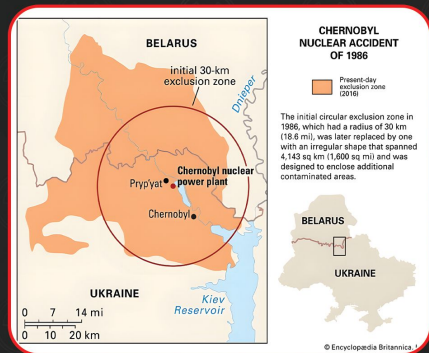 BELARUS
initial 30-km
exclusion zone
Dnieper
Chernobyl nuclear
power plant
Pryp'yat
Chernobyl
UKRAINE
Kiev
Reservoir
0 7 14 mi
0 10 20 km
CHERNOBYL
NUCLEAR ACCIDENT
OF 1986
Present-day
exclusion zone
(2016)
The initial circular exclusion zone in
1986, which had a radius of 30 km
(18.6 mi), was later replaced by one
with an irregular shape that spanned
4,143 sq km (1,600 sq mi) and was
designed to enclose additional
contaminated areas.
BELARUS
UKRAINE
© Encyclopædia Britannica,